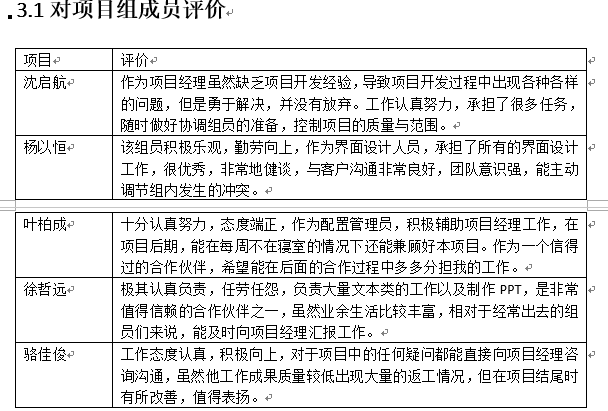 3.1 对项目组成员评价
项目 评价
沈启航 作为项目经理虽然缺乏项目开发经验，导致项目开发过程中出现各种各样
的问题，但是勇于解决，并没有放弃。工作认真努力，承担了很多任务，
随时做好协调组员的准备，控制项目的质量与范围。
杨以恒 该组员积极乐观，勤劳向上，作为界面设计人员，承担了所有的界面设计
工作，很优秀，非常地健谈，与客户沟通非常良好，团队意识强，能主动
调节组内发生的冲突。
叶柏成 十分认真努力，态度端正，作为配置管理员，积极辅助项目经理工作，在
项目后期，能在每周不在寝室的情况下还能兼顾好本项目。作为一个信得
过的合作伙伴，希望能在后面的合作过程中多多分担我的工作。
徐哲远 极其认真负责，任劳任怨，负责大量文本类的工作以及制作 PPT，是非常
值得信赖的合作伙伴之一，虽然业余生活比较丰富，相对于经常出去的组
员们来说，能及时向项目经理汇报工作。
骆佳俊 工作态度认真，积极向上，对于项目中的任何疑问都能直接向项目经理咨
询沟通，虽然他工作成果质量较低出现大量的返工情况，但在项目结尾时
有所改善，值得表扬。